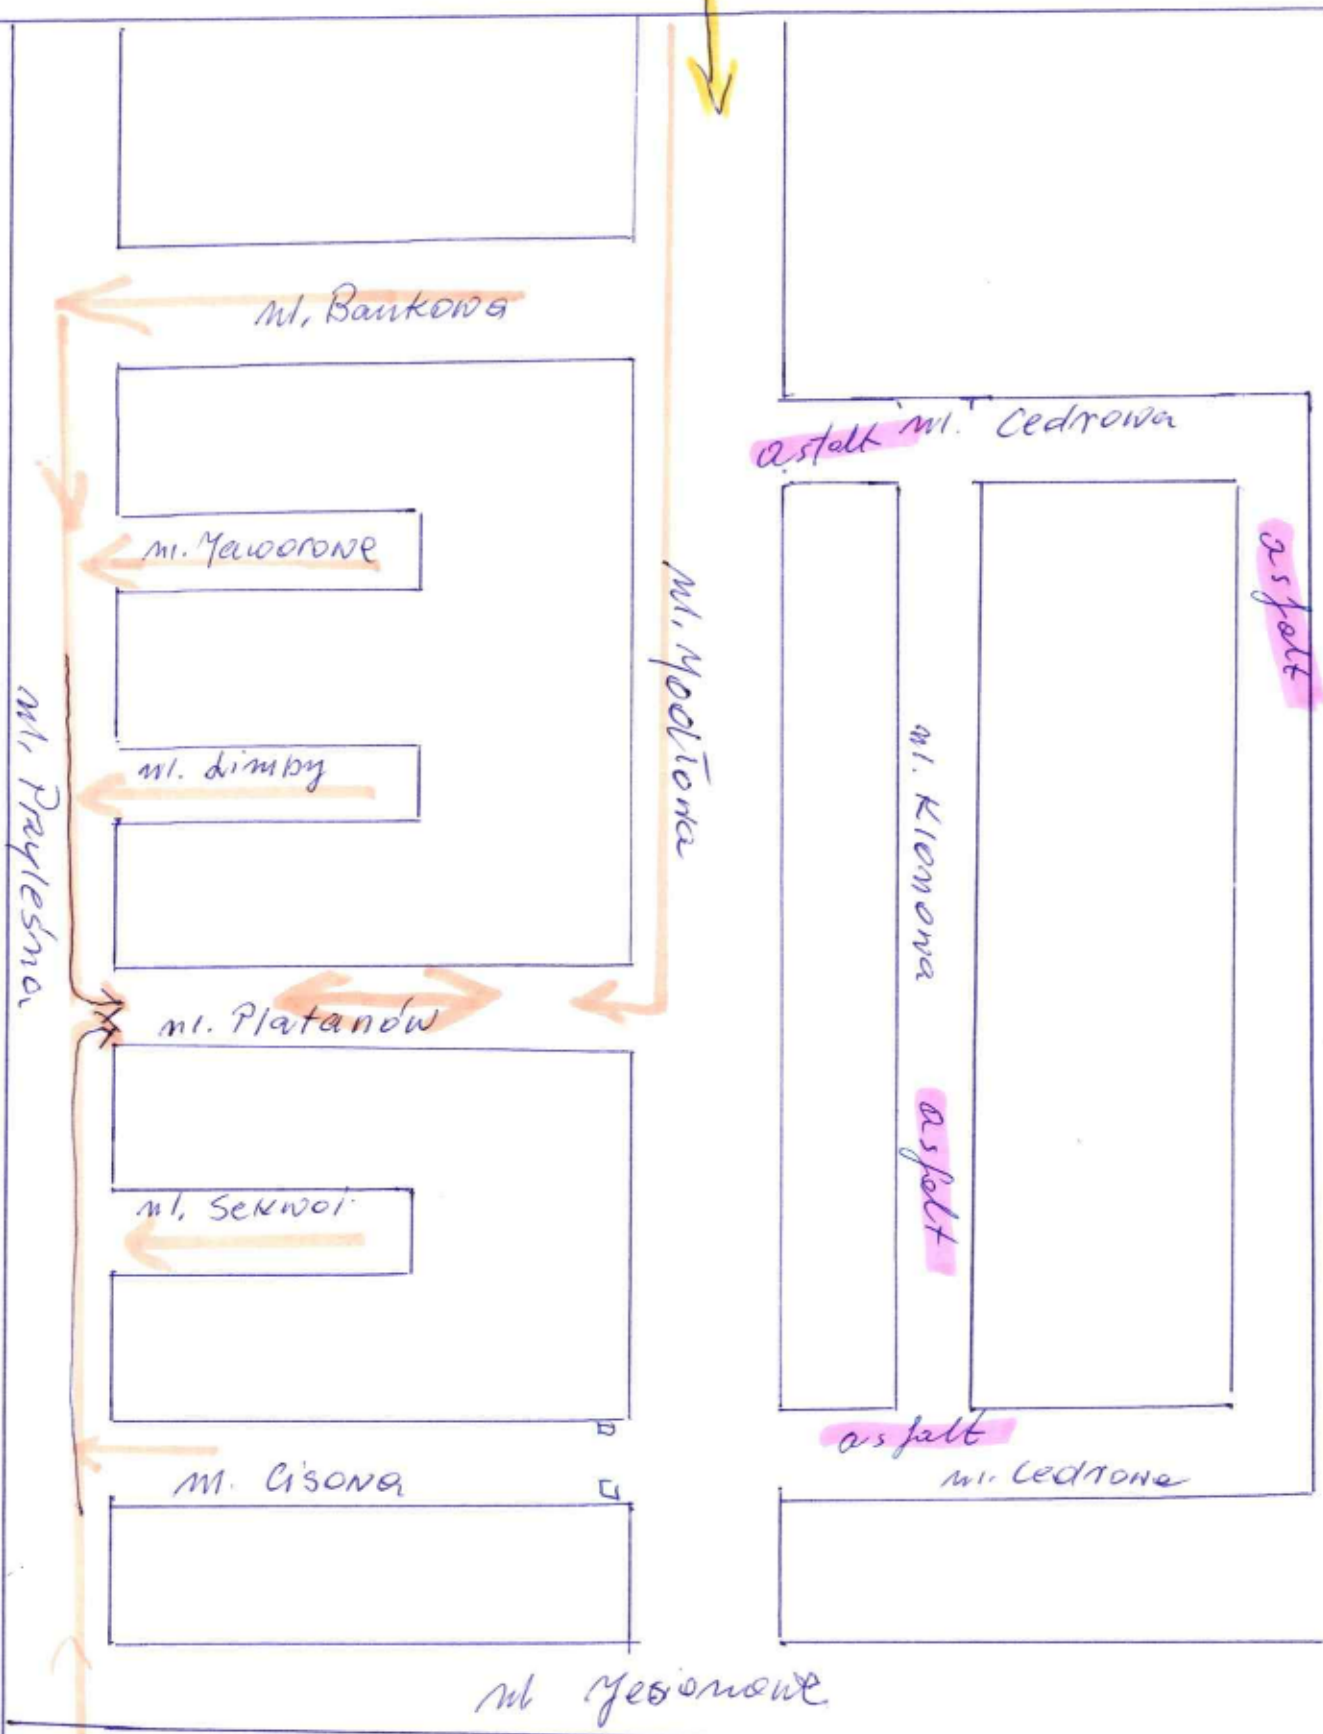 ul. Bankowa
asfalt ul. Cedrowa
ul. Jaworowa
asfalt
ul. Jodłowa
ul. Limby
ul. Klonowa
ul. Przyleśna
ul. Platanów
asfalt
ul. Sekwoi
asfalt
ul. Cisowa
ul. Cedrowa
ul Jesionowa